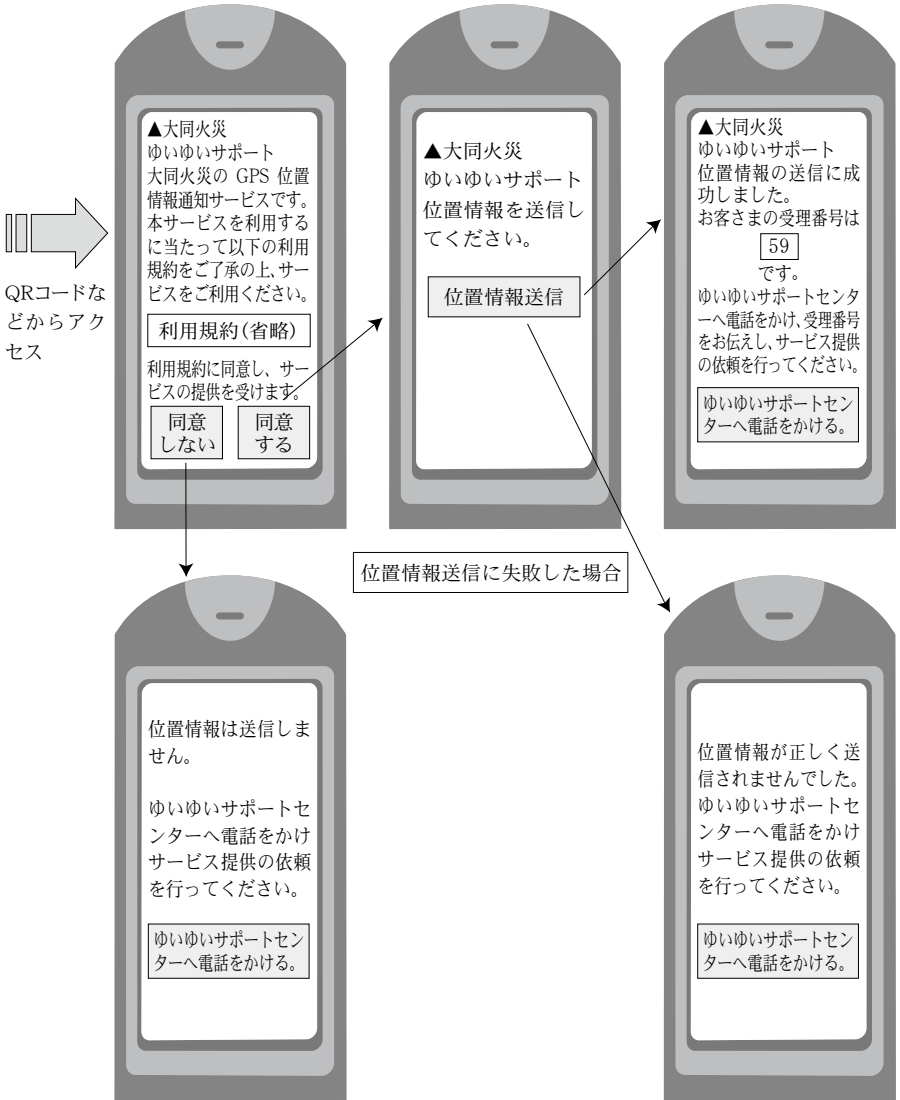 QRコードな
どからアク
セス
▲大同火災
ゆいゆいサポート
大同火災の GPS 位置
情報通知サービスです。
本サービスを利用する
に当たって以下の利用
規約をご了承の上、サー
ビスをご利用ください。
利用規約(省略)
利用規約に同意し、サー
ビスの提供を受けます。
同意
しない
同意
する
▲大同火災
ゆいゆいサポート
位置情報を送信し
てください。
位置情報送信
▲大同火災
ゆいゆいサポート
位置情報の送信に成
功しました。
お客さまの受理番号は
59
です。
ゆいゆいサポートセンタ
ーへ電話をかけ、受理番号
をお伝えし、サービス提供
の依頼を行ってください。
ゆいゆいサポートセン
ターへ電話をかける。
位置情報送信に失敗した場合
位置情報は送信しま
せん。
ゆいゆいサポートセ
ンターへ電話をかけ
サービス提供の依頼
を行ってください。
ゆいゆいサポートセン
ターへ電話をかける。
位置情報が正しく送
信されませんでした。
ゆいゆいサポートセ
ンターへ電話をかけ
サービス提供の依頼
を行ってください。
ゆいゆいサポートセン
ターへ電話をかける。